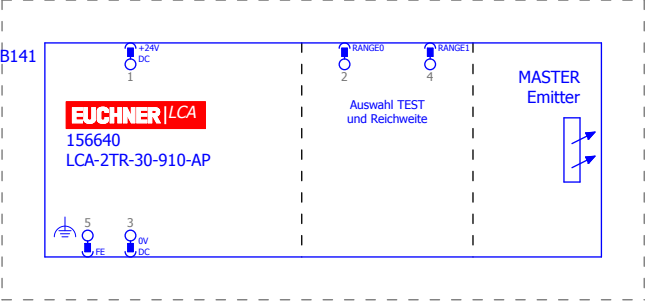 B141
+24V
DC
1
RANGE0
2
RANGE1
4
MASTER
Emitter
EUCHNER LCA
156640
LCA-2TR-30-910-AP
Auswahl TEST
und Reichweite
5
FE
3
0V
DC